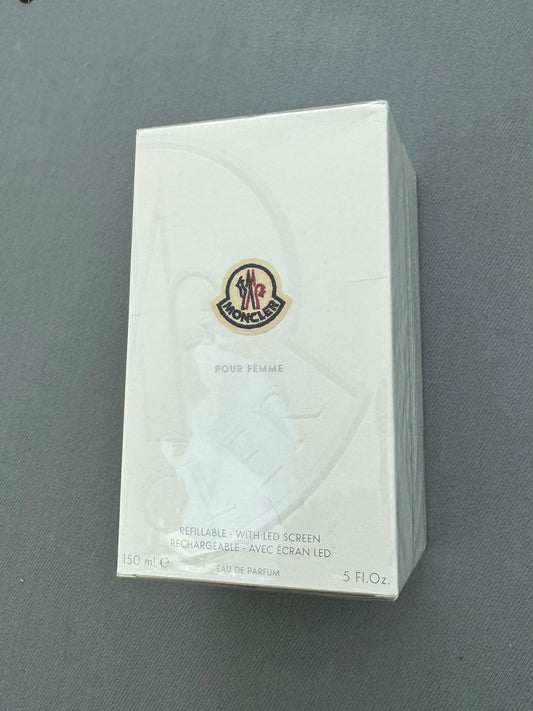 MONCLER
POUR FEMME
REFILLABLE - WITH LED SCREEN
RECHARGEABLE - AVEC ÉCRAN LED
150 ml ℮
EAU DE PARFUM
5 Fl.Oz.